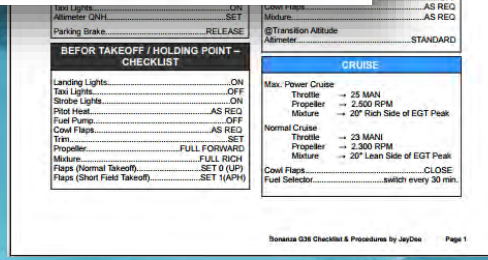 Taxi Lights....ON
Altimeter QNH....SET
Parking Brake....RELEASE
BEFOR TAKEOFF / HOLDING POINT –
CHECKLIST
Landing Lights....ON
Taxi Lights....OFF
Strobe Lights....ON
Pitot Heat....AS REQ
Fuel Pump....OFF
Cowl Flaps....AS REQ
Trim....SET
Propeller....FULL FORWARD
Mixture....FULL RICH
Flaps (Normal Takeoff)....SET 0 (UP)
Flaps (Short Field Takeoff)....SET 1(APH)
Cowl Flaps....AS REQ
Mixture....AS REQ
@Transition Altitude
Altimeter....STANDARD
CRUISE
Max. Power Cruise
Throttle → 25 MAN
Propeller → 2.500 RPM
Mixture → 20° Rich Side of EGT Peak
Normal Cruise
Throttle → 23 MANI
Propeller → 2.300 RPM
Mixture → 20° Lean Side of EGT Peak
Cowl Flaps....CLOSE
Fuel Selector....switch every 30 min.
Bonanza G36 Checklist & Procedures by JayDee Page 1